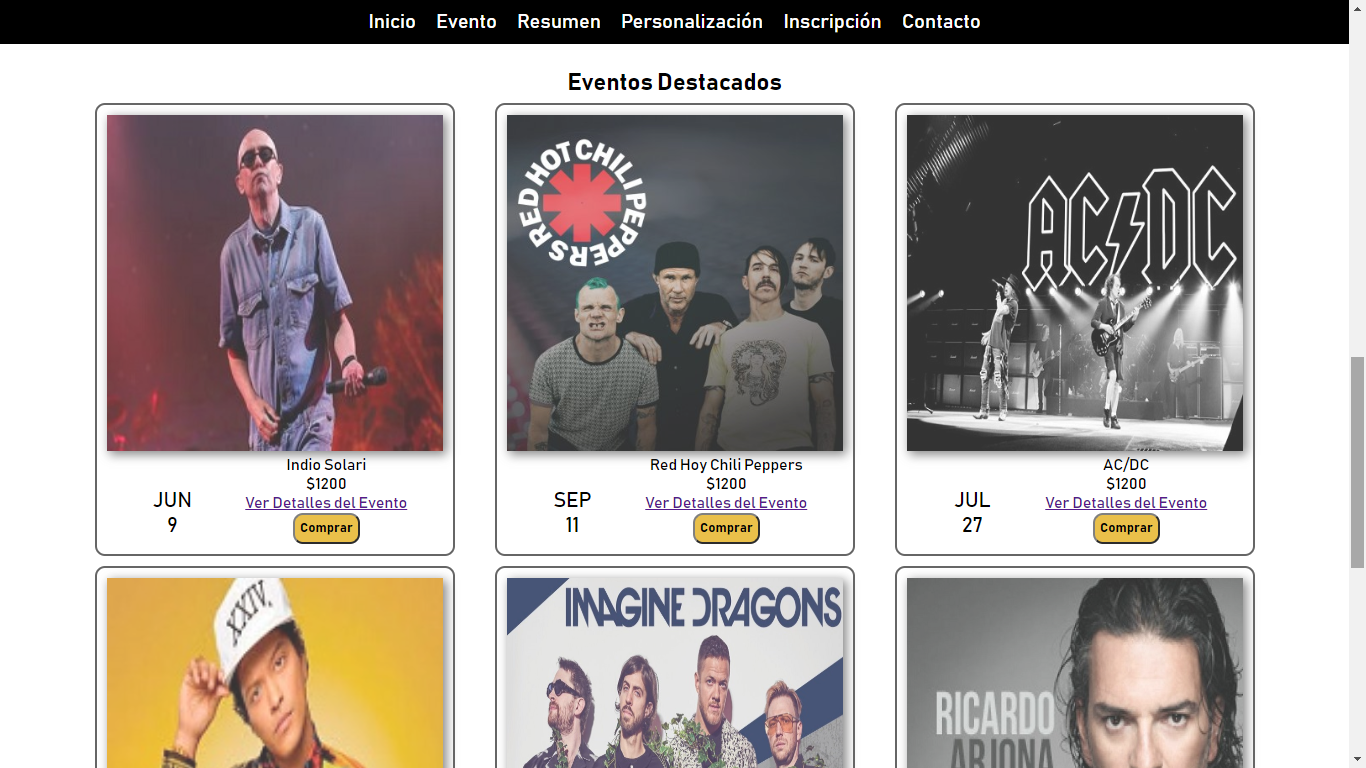 Inicio Evento Resumen Personalización Inscripción Contacto
Eventos Destacados
RED HOT CHILI PEPPERS
AC/DC
Indio Solari
$1200
Ver Detalles del Evento
Comprar
JUN
9
Red Hoy Chili Peppers
$1200
Ver Detalles del Evento
Comprar
SEP
11
AC/DC
$1200
Ver Detalles del Evento
Comprar
JUL
27
XXIV
IMAGINE DRAGONS
RICARDO
ARJONA